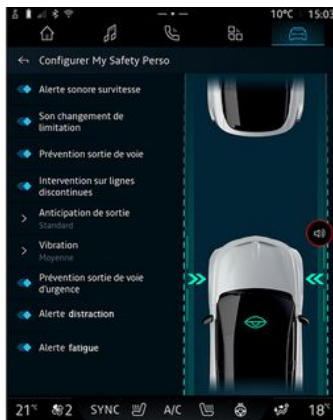 10°C 15:03
Configurer My Safety Perso
Alerte sonore survitesse
Son changement de
limitation
Prévention sortie de voie
Intervention sur lignes
discontinues
Anticipation de sortie
Standard
Vibration
Moyenne
Prévention sortie de voie
d'urgence
Alerte distraction
Alerte fatigue
21°C 2 SYNC A/C 18°